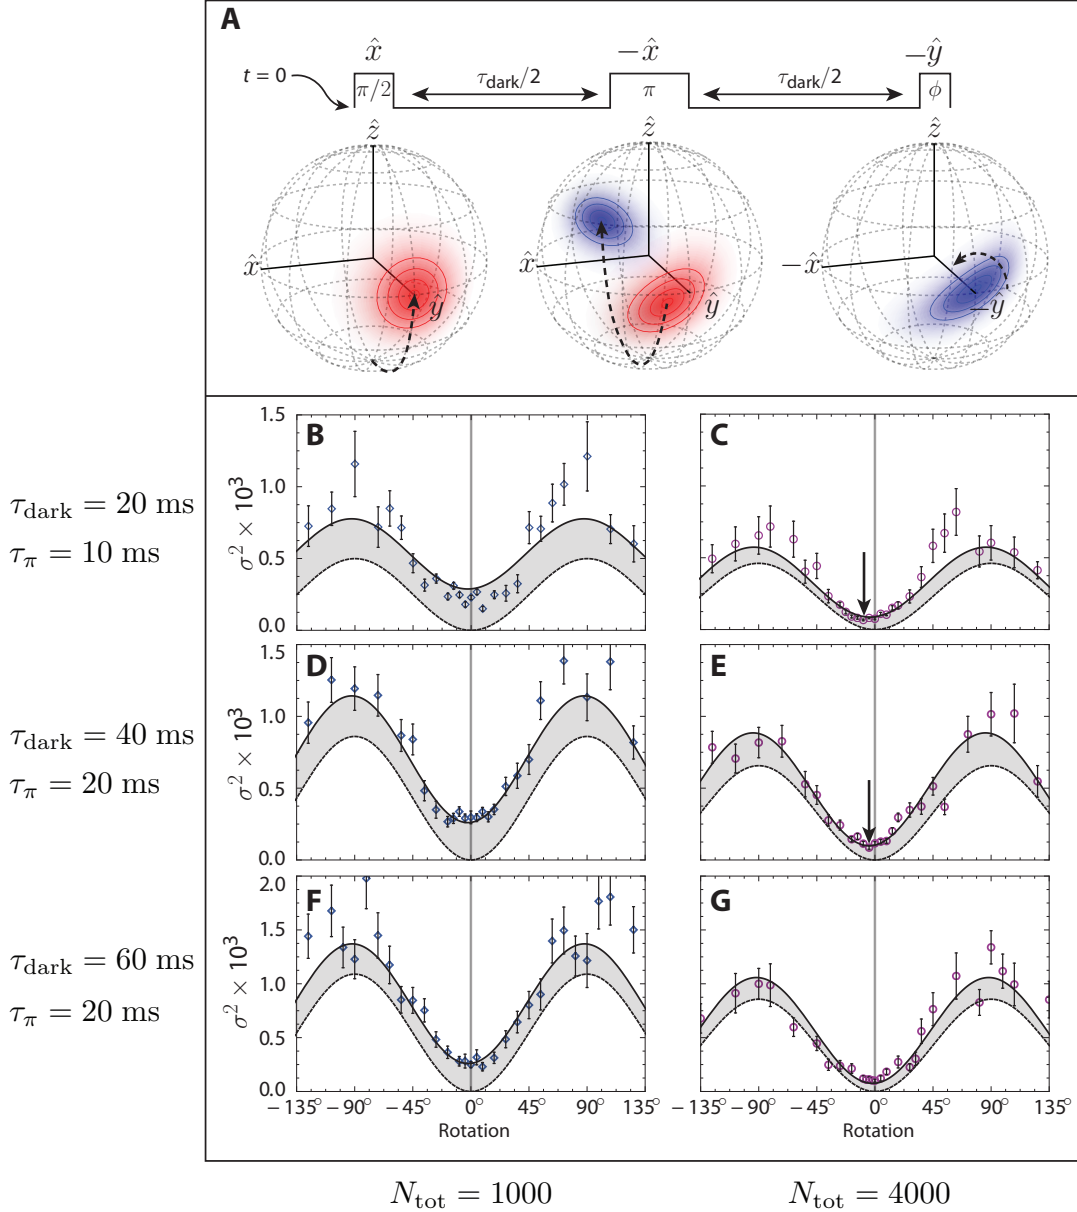 A
x̂
−x̂
−ŷ
t = 0
π/2
τdark/2
π
τdark/2
ϕ
ẑ
ẑ
ẑ
x̂
ŷ
x̂
ŷ
−x̂
−ŷ
τdark = 20 ms
τπ = 10 ms
B
C
σ² × 10³
1.5
1.0
0.5
0.0
τdark = 40 ms
τπ = 20 ms
D
E
σ² × 10³
1.5
1.0
0.5
0.0
τdark = 60 ms
τπ = 20 ms
F
G
σ² × 10³
2.0
1.5
1.0
0.5
0.0
−135° −90° −45° 0° 45° 90° 135°
−135° −90° −45° 0° 45° 90° 135°
Rotation
Rotation
Ntot = 1000
Ntot = 4000